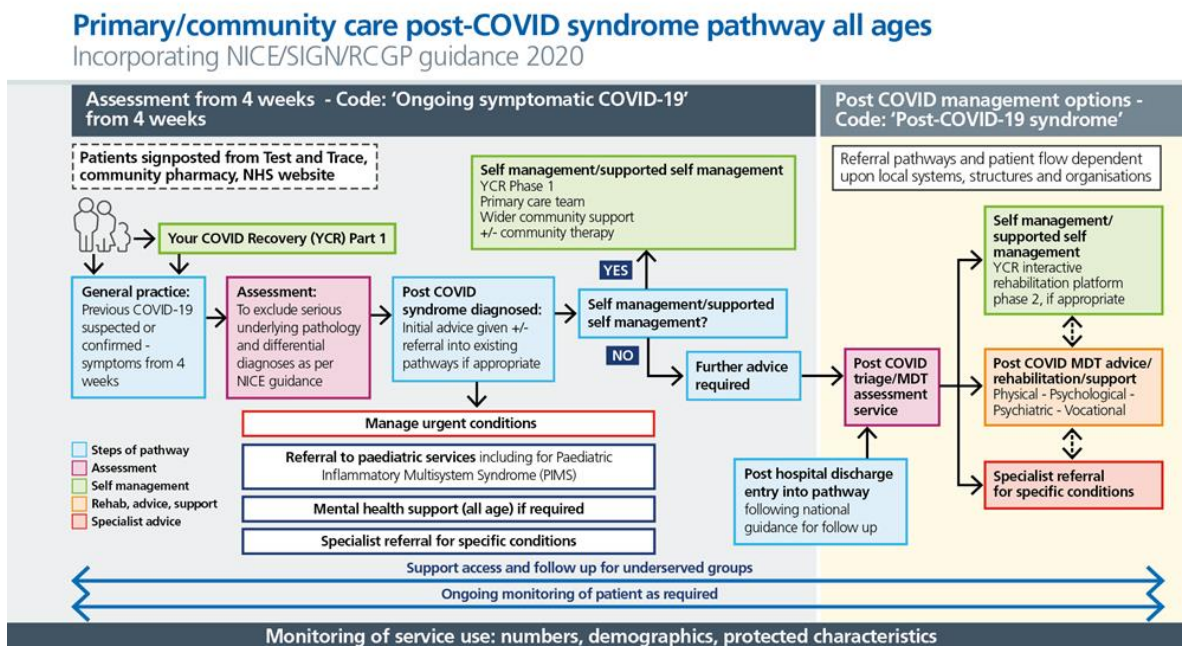 Primary/community care post-COVID syndrome pathway all ages
Incorporating NICE/SIGN/RCGP guidance 2020
Assessment from 4 weeks - Code: ‘Ongoing symptomatic COVID-19’
from 4 weeks
Post COVID management options -
Code: ‘Post-COVID-19 syndrome’
Patients signposted from Test and Trace,
community pharmacy, NHS website
Your COVID Recovery (YCR) Part 1
General practice:
Previous COVID-19
suspected or
confirmed -
symptoms from 4
weeks
Assessment:
To exclude serious
underlying pathology
and differential
diagnoses as per
NICE guidance
Post COVID
syndrome diagnosed:
Initial advice given +/-
referral into existing
pathways if appropriate
Self management/supported self management
YCR Phase 1
Primary care team
Wider community support
+/- community therapy
YES
Self management/supported
self management?
NO
Further advice
required
Manage urgent conditions
Referral to paediatric services including for Paediatric
Inflammatory Multisystem Syndrome (PIMS)
Mental health support (all age) if required
Specialist referral for specific conditions
Steps of pathway
Assessment
Self management
Rehab, advice, support
Specialist advice
Referral pathways and patient flow dependent
upon local systems, structures and organisations
Post COVID
triage/MDT
assessment
service
Post hospital discharge
entry into pathway
following national
guidance for follow up
Self management/
supported self
management
YCR interactive
rehabilitation platform
phase 2, if appropriate
Post COVID MDT advice/
rehabilitation/support
Physical - Psychological -
Psychiatric - Vocational
Specialist referral
for specific conditions
Support access and follow up for underserved groups
Ongoing monitoring of patient as required
Monitoring of service use: numbers, demographics, protected characteristics